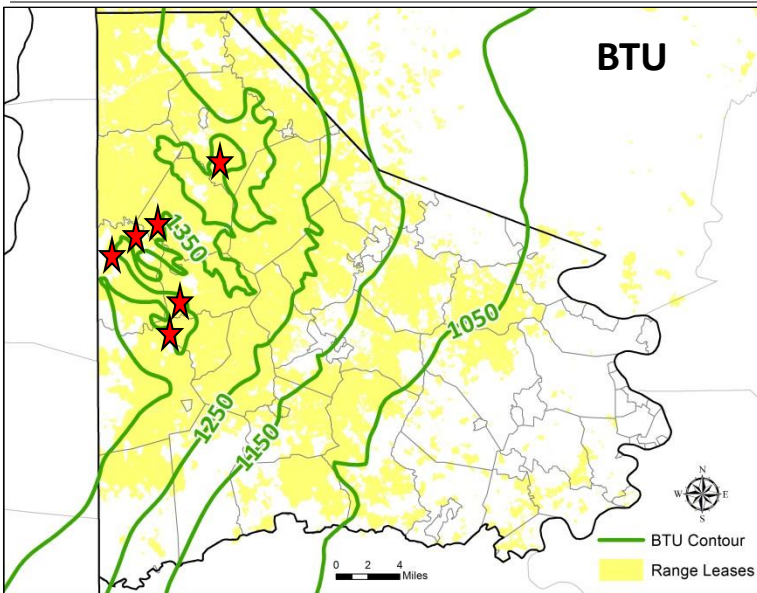 BTU
1350
1050
1250
1150
N
W E
S
BTU Contour
Range Leases
0 2 4
Miles